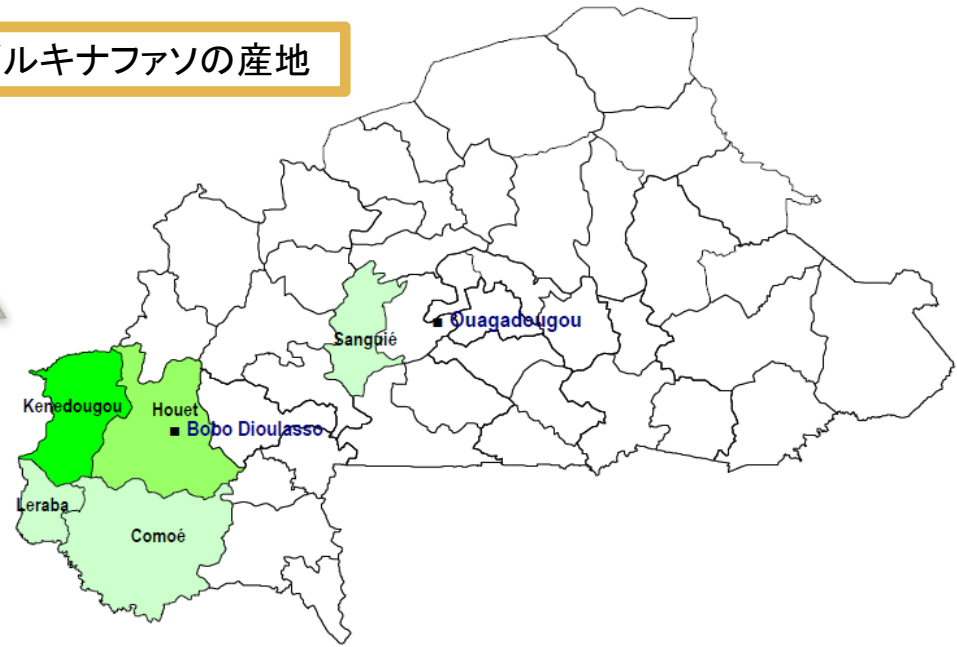 ルキナファソの産地
Ouagadougou
Sanguié
Kenedougou
Houet
Bobo Dioulasso
Leraba
Comoé